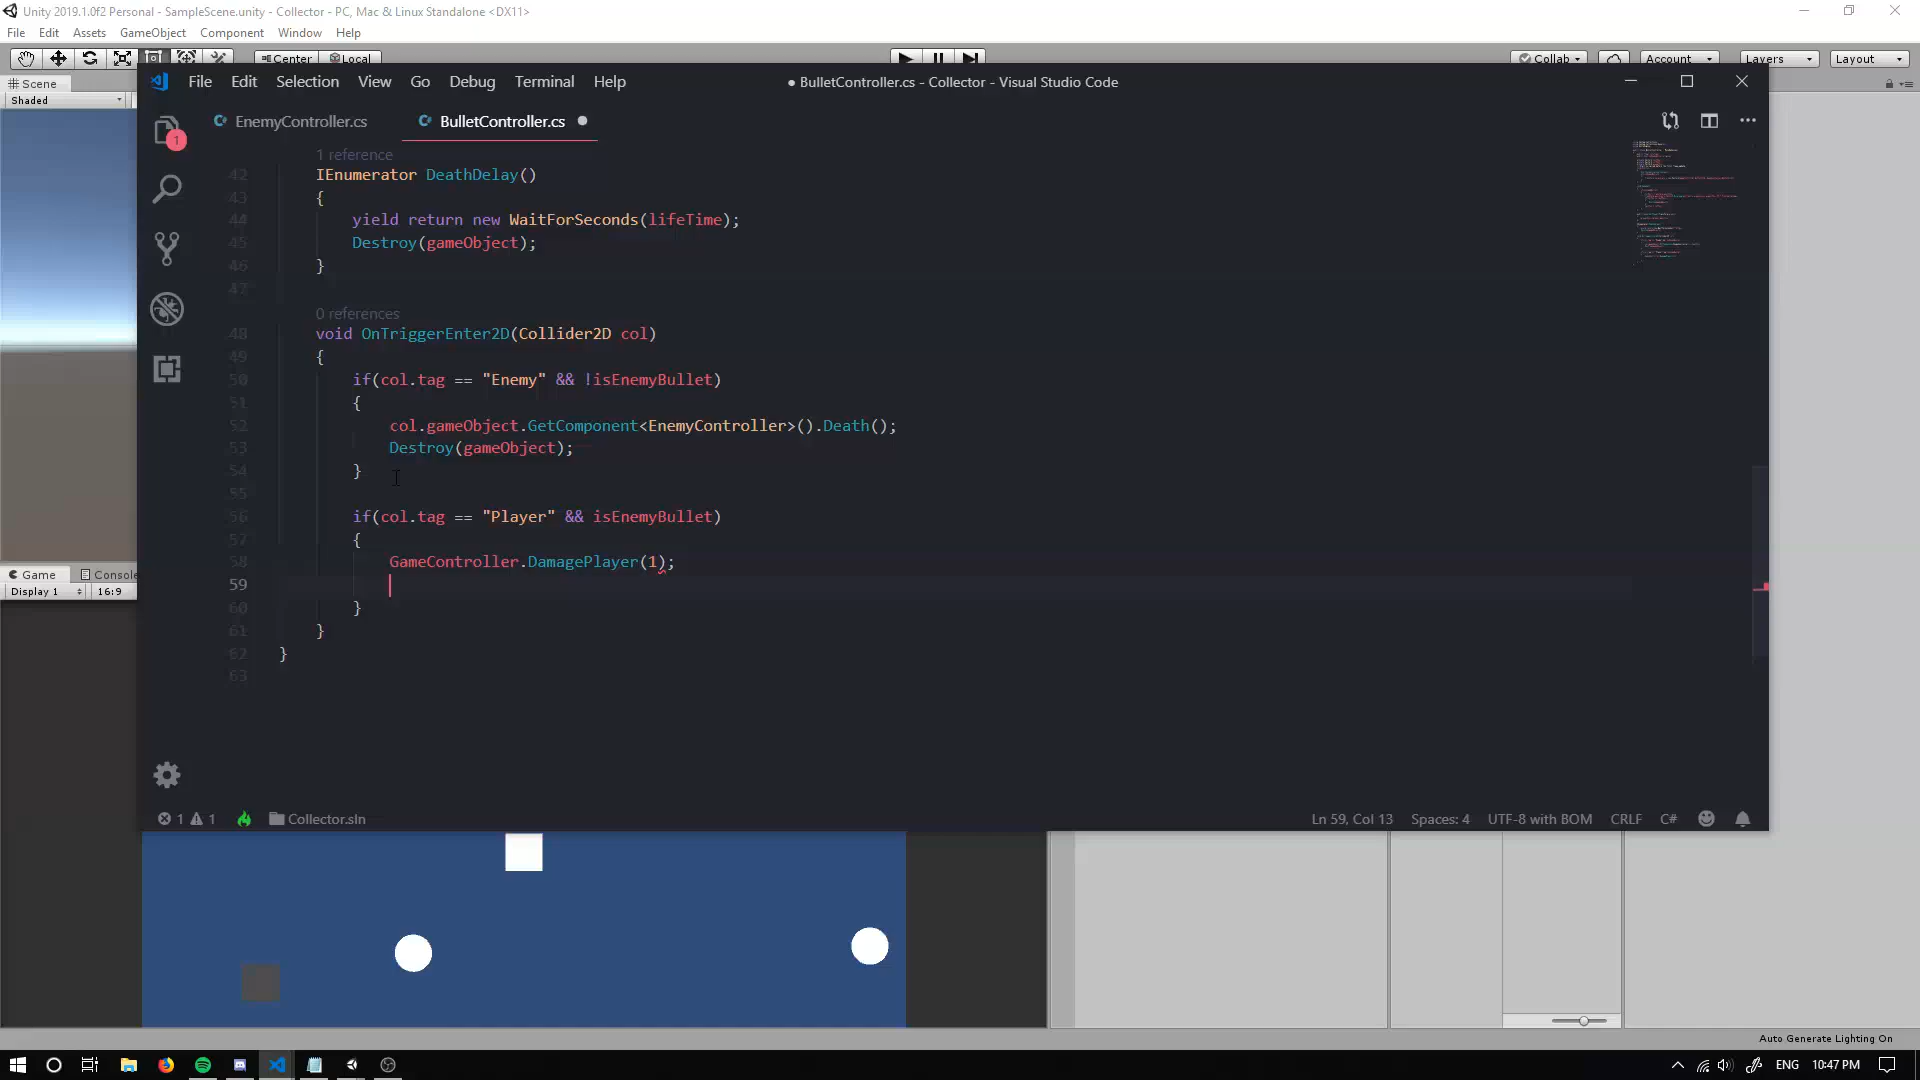 Unity 2019.1.0f2 Personal - SampleScene.unity - Collector - PC, Mac & Linux Standalone <DX11>
File Edit Assets GameObject Component Window Help
Center Local Collab Account Layers Layout
Scene
Shaded
File Edit Selection View Go Debug Terminal Help ● BulletController.cs - Collector - Visual Studio Code
EnemyController.cs BulletController.cs
1
1 reference
42 IEnumerator DeathDelay()
43 {
44 yield return new WaitForSeconds(lifeTime);
45 Destroy(gameObject);
46 }
47
0 references
48 void OnTriggerEnter2D(Collider2D col)
49 {
50 if(col.tag == "Enemy" && !isEnemyBullet)
51 {
52 col.gameObject.GetComponent<EnemyController>().Death();
53 Destroy(gameObject);
54 }
55
56 if(col.tag == "Player" && isEnemyBullet)
57 {
58 GameController.DamagePlayer(1);
59
60 }
61 }
62 }
63
Game Console
Display 1 16:9
1 1 Collector.sln Ln 59, Col 13 Spaces: 4 UTF-8 with BOM CRLF C#
Auto Generate Lighting On
ENG 10:47 PM